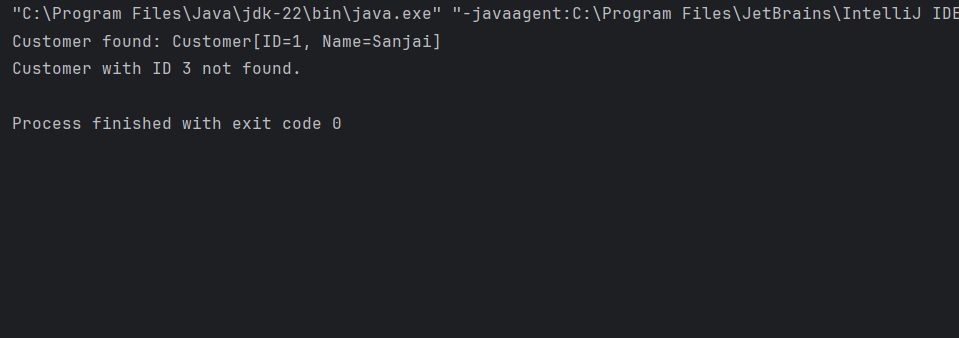 "C:\Program Files\Java\jdk-22\bin\java.exe" "-javaagent:C:\Program Files\JetBrains\IntelliJ IDE
Customer found: Customer[ID=1, Name=Sanjai]
Customer with ID 3 not found.
Process finished with exit code 0